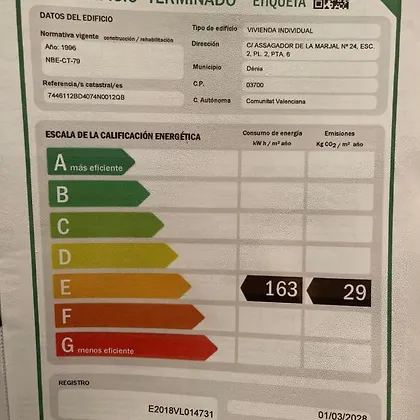 TERMINADO ETIQUETA
DATOS DEL EDIFICIO
Normativa vigente construcción / rehabilitación
Año: 1996
NBE-CT-79
Referencia/s catastral/es
7446112BD4074N0012QB
Tipo de edificio VIVIENDA INDIVIDUAL
Dirección C/ ASSAGADOR DE LA MARJAL Nº 24, ESC.
2, PL. 2, PTA. 6
Municipio Dénia
C.P. 03700
C. Autónoma Comunitat Valenciana
ESCALA DE LA CALIFICACIÓN ENERGÉTICA
Consumo de energía
kW h / m² año
Emisiones
Kg CO₂ / m² año
A más eficiente
B
C
D
E 163 29
F
G menos eficiente
REGISTRO
E2018VL014731
01/03/2028